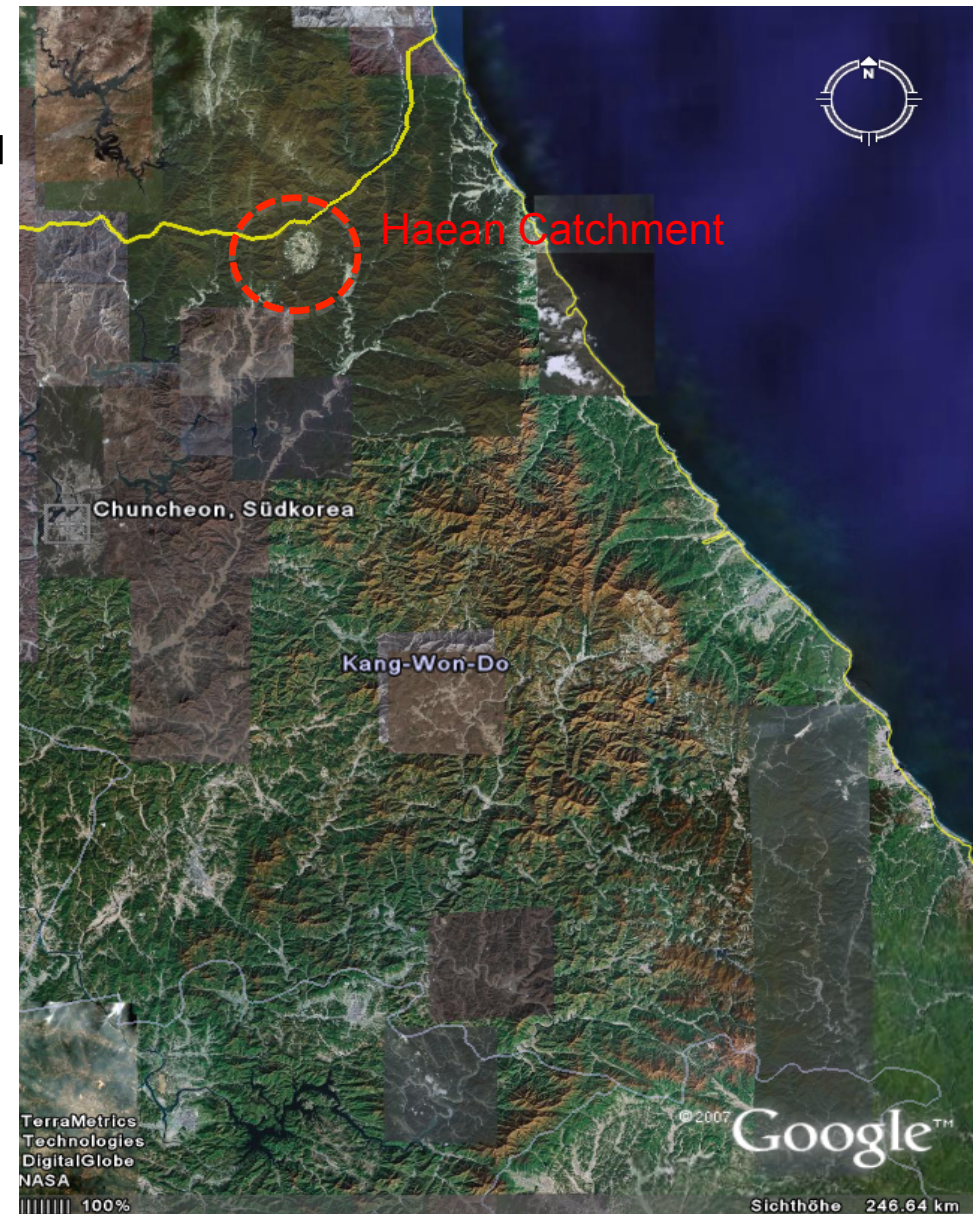 N
Haean Catchment
Chuncheon, Südkorea
Kang-Won-Do
TerraMetrics
Technologies
DigitalGlobe
NASA
©2007 Google™
|||||||| 100%
Sichthöhe 246.64 km